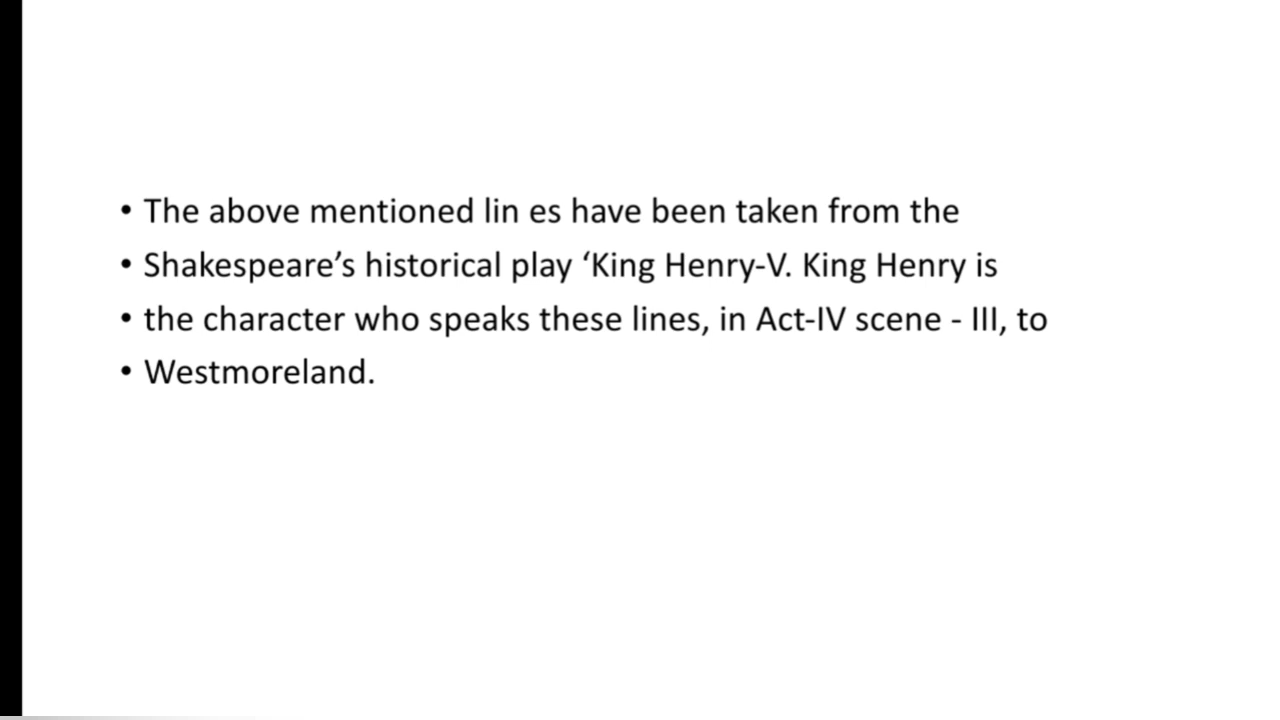 • The above mentioned lin es have been taken from the
• Shakespeare’s historical play ‘King Henry-V. King Henry is
• the character who speaks these lines, in Act-IV scene - III, to
• Westmoreland.